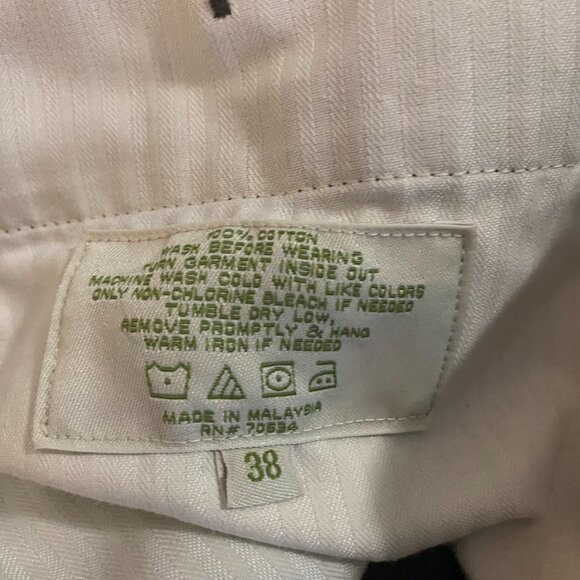 100% COTTON
WASH BEFORE WEARING
TURN GARMENT INSIDE OUT
MACHINE WASH COLD WITH LIKE COLORS
ONLY NON-CHLORINE BLEACH IF NEEDED
TUMBLE DRY LOW,
REMOVE PROMPTLY & HANG
WARM IRON IF NEEDED
MADE IN MALAYSIA
RN# 70534
38